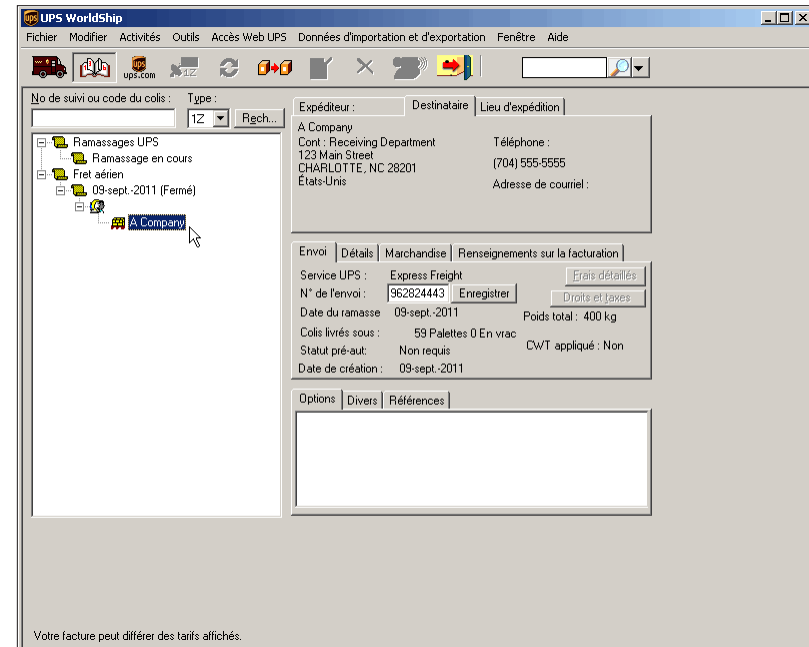 UPS WorldShip
Fichier Modifier Activités Outils Accès Web UPS Données d'importation et d'exportation Fenêtre Aide
ups.com 1Z
No de suivi ou code du colis : Type :
1Z Rech...
Ramassages UPS
Ramassage en cours
Fret aérien
09-sept.-2011 (Fermé)
A Company
Expéditeur : Destinataire Lieu d'expédition
A Company
Cont : Receiving Department Téléphone :
123 Main Street
(704) 555-5555
CHARLOTTE, NC 28201
États-Unis Adresse de courriel :
Envoi Détails Marchandise Renseignements sur la facturation
Service UPS : Express Freight Frais détaillés
N° de l'envoi : 962824443 Enregistrer Droits et taxes
Date du ramasse 09-sept.-2011 Poids total : 400 kg
Colis livrés sous : 59 Palettes 0 En vrac
Statut pré-aut: Non requis CWT appliqué : Non
Date de création : 09-sept.-2011
Options Divers Références
Votre facture peut différer des tarifs affichés.